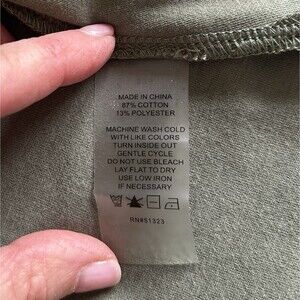 MADE IN CHINA
87% COTTON
13% POLYESTER
MACHINE WASH COLD
WITH LIKE COLORS
TURN INSIDE OUT
GENTLE CYCLE
DO NOT USE BLEACH
LAY FLAT TO DRY
USE LOW IRON
IF NECESSARY
RN#51323